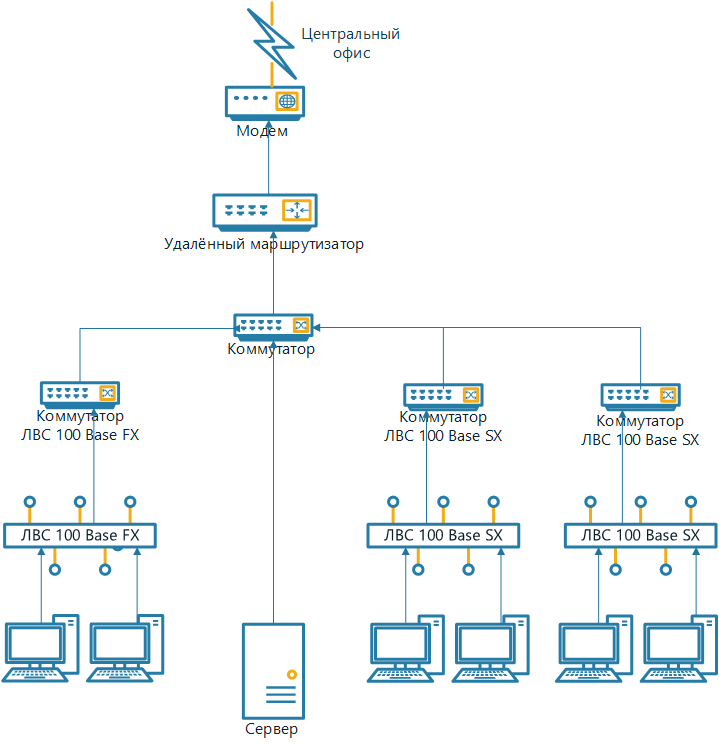 Центральный
офис
Модем
Удалённый маршрутизатор
Коммутатор
Коммутатор
ЛВС 100 Base FX
Коммутатор
ЛВС 100 Base SX
Коммутатор
ЛВС 100 Base SX
ЛВС 100 Base FX
ЛВС 100 Base SX
ЛВС 100 Base SX
Сервер